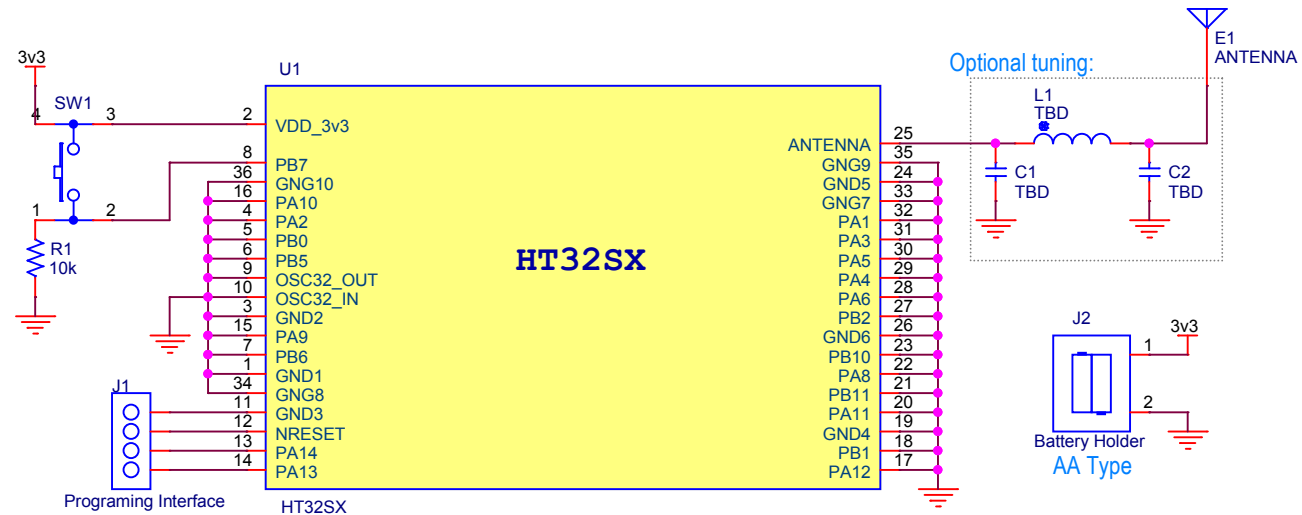 3v3
SW1
4
3
1
2
R1
10k
U1
2 VDD_3v3
8 PB7
36 GNG10
16 PA10
4 PA2
5 PB0
6 PB5
9 OSC32_OUT
10 OSC32_IN
3 GND2
15 PA9
7 PB6
1 GND1
34 GNG8
11 GND3
12 NRESET
13 PA14
14 PA13
J1
Programing Interface
HT32SX
HT32SX
ANTENNA 25
GNG9 35
GND5 24
GNG7 33
PA1 32
PA3 31
PA5 30
PA4 29
PA6 28
PB2 27
GND6 26
PB10 23
PA8 22
PB11 21
PA11 20
GND4 19
PB1 18
PA12 17
Optional tuning:
L1
TBD
C1
TBD
C2
TBD
E1
ANTENNA
J2
3v3
1
2
Battery Holder
AA Type